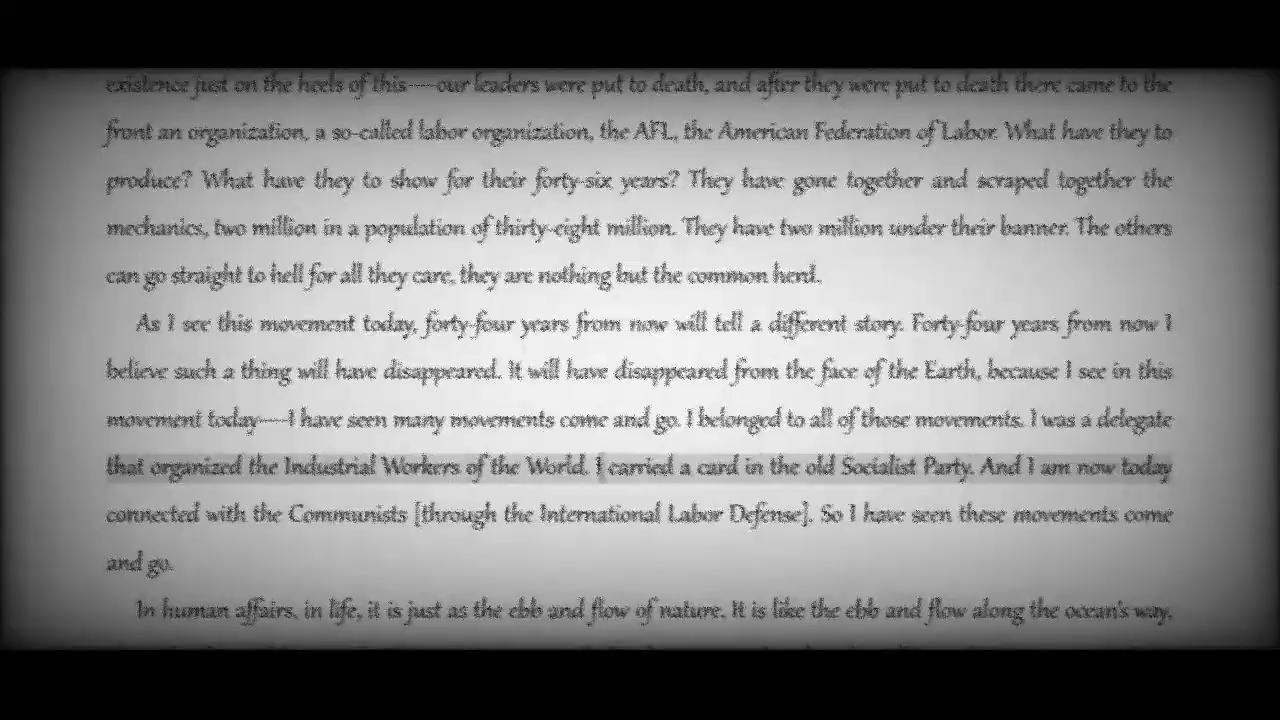 existence just on the heels of this—our leaders were put to death, and after they were put to death there came to the
front an organization, a so-called labor organization, the AFL, the American Federation of Labor. What have they to
produce? What have they to show for their forty-six years? They have gone together and scraped together the
mechanics, two million in a population of thirty-eight million. They have two million under their banner. The others
can go straight to hell for all they care, they are nothing but the common herd.
As I see this movement today, forty-four years from now will tell a different story. Forty-four years from now I
believe such a thing will have disappeared. It will have disappeared from the face of the Earth, because I see in this
movement today—I have seen many movements come and go. I belonged to all of those movements. I was a delegate
that organized the Industrial Workers of the World. I carried a card in the old Socialist Party. And I am now today
connected with the Communists [through the International Labor Defense]. So I have seen these movements come
and go.
In human affairs, in life, it is just as the ebb and flow of nature. It is like the ebb and flow along the ocean's way,